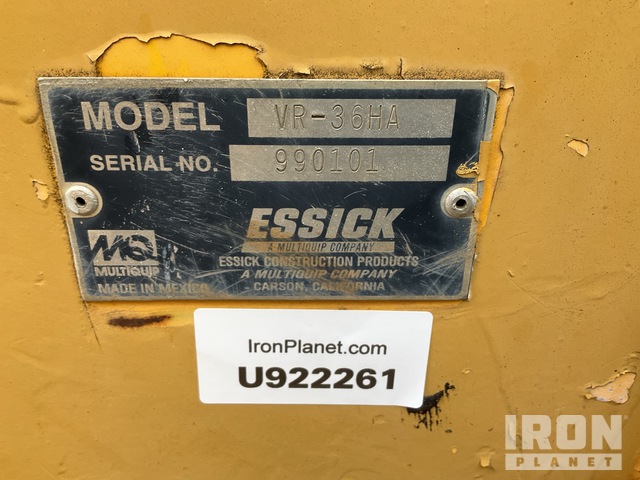 MODEL VR-36HA
SERIAL NO. 990101
ESSICK
A MULTIQUIP COMPANY
ESSICK CONSTRUCTION PRODUCTS
A MULTIQUIP COMPANY
CARSON, CALIFORNIA
MQ
MULTIQUIP
MADE IN MEXICO
IronPlanet.com
U922261
IRON
PLANET